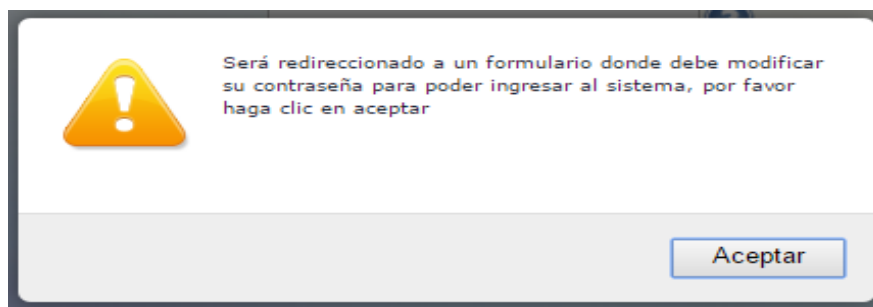 Será redireccionado a un formulario donde debe modificar
su contraseña para poder ingresar al sistema, por favor
haga clic en aceptar
Aceptar